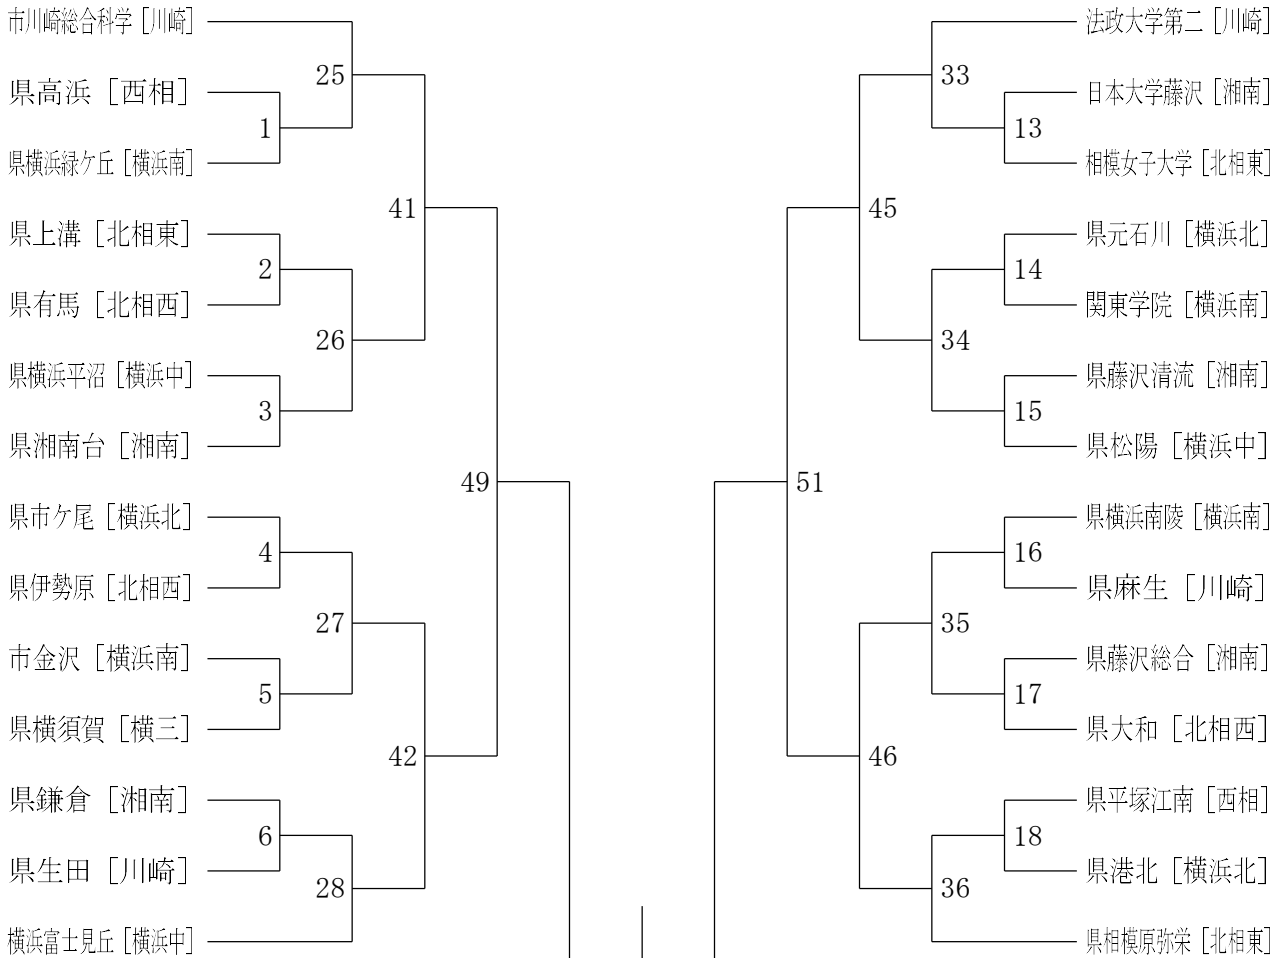 市川崎総合科学［川崎］
25
県高浜［西相］
1
県横浜緑ケ丘［横浜南］
41
県上溝［北相東］
2
県有馬［北相西］
26
県横浜平沼［横浜中］
3
県湘南台［湘南］
49
県市ケ尾［横浜北］
4
県伊勢原［北相西］
27
市金沢［横浜南］
5
県横須賀［横三］
42
県鎌倉［湘南］
6
県生田［川崎］
28
横浜富士見丘［横浜中］
法政大学第二［川崎］
33
日本大学藤沢［湘南］
13
相模女子大学［北相東］
45
県元石川［横浜北］
14
関東学院［横浜南］
34
県藤沢清流［湘南］
15
県松陽［横浜中］
51
県横浜南陵［横浜南］
16
県麻生［川崎］
35
県藤沢総合［湘南］
17
県大和［北相西］
46
県平塚江南［西相］
18
県港北［横浜北］
36
県相模原弥栄［北相東］